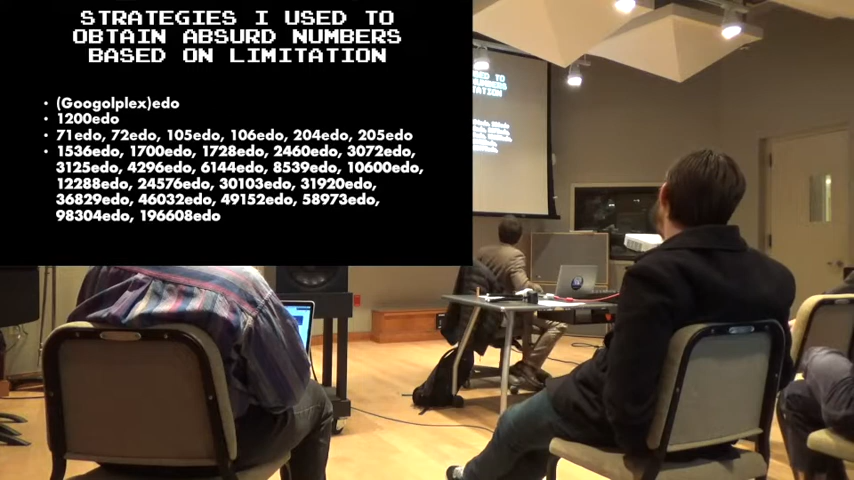 STRATEGIES I USED TO
OBTAIN ABSURD NUMBERS
BASED ON LIMITATION
• (Googolplex)edo
• 1200edo
• 71edo, 72edo, 105edo, 106edo, 204edo, 205edo
• 1536edo, 1700edo, 1728edo, 2460edo, 3072edo,
3125edo, 4296edo, 6144edo, 8539edo, 10600edo,
12288edo, 24576edo, 30103edo, 31920edo,
36829edo, 46032edo, 49152edo, 58973edo,
98304edo, 196608edo